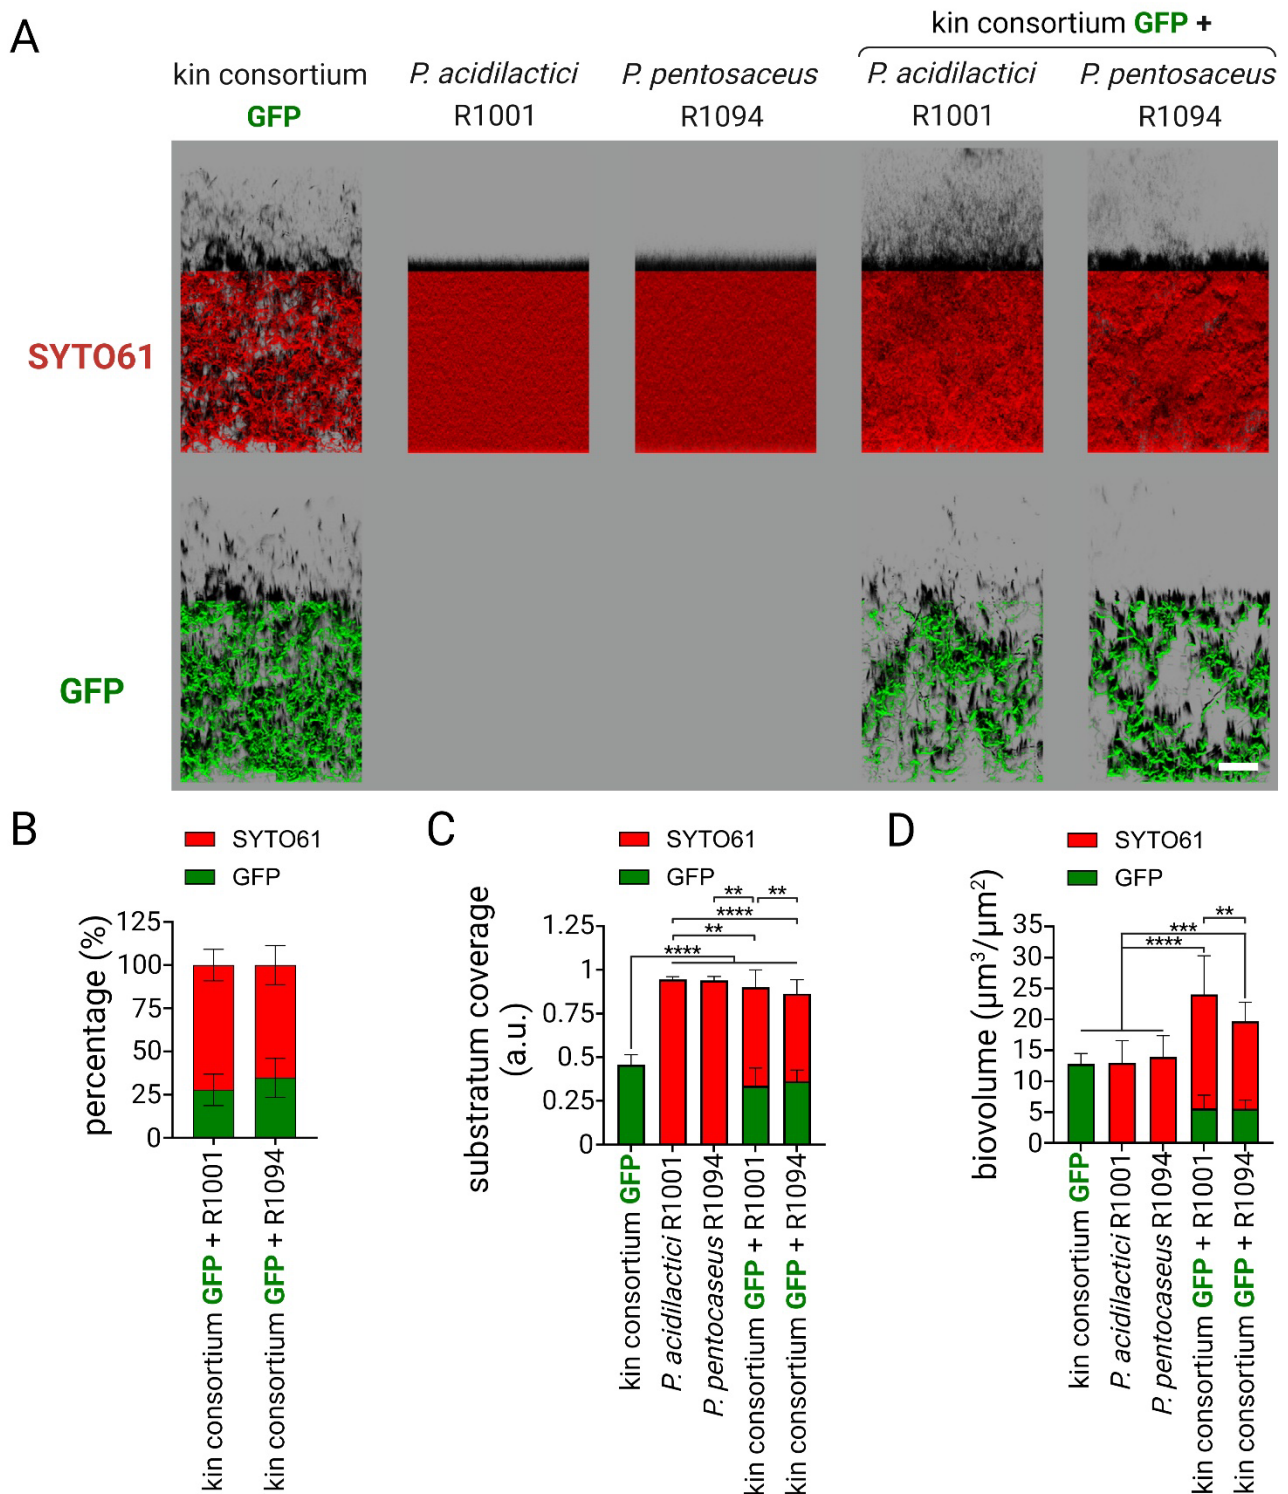 A
kin consortium GFP +
kin consortium
GFP
P. acidilactici
R1001
P. pentosaceus
R1094
P. acidilactici
R1001
P. pentosaceus
R1094
SYTO61
GFP
B
SYTO61
GFP
percentage (%)
125
100
75
50
25
0
kin consortium GFP + R1001
kin consortium GFP + R1094
C
SYTO61
GFP
substratum coverage
(a.u.)
1.25
1
0.75
0.5
0.25
0
** **
****
**
****
kin consortium GFP
P. acidilactici R1001
P. pentocaseus R1094
kin consortium GFP + R1001
kin consortium GFP + R1094
D
SYTO61
GFP
biovolume (µm³/µm²)
35
30
25
20
15
10
5
0
**
***
****
kin consortium GFP
P. acidilactici R1001
P. pentocaseus R1094
kin consortium GFP + R1001
kin consortium GFP + R1094